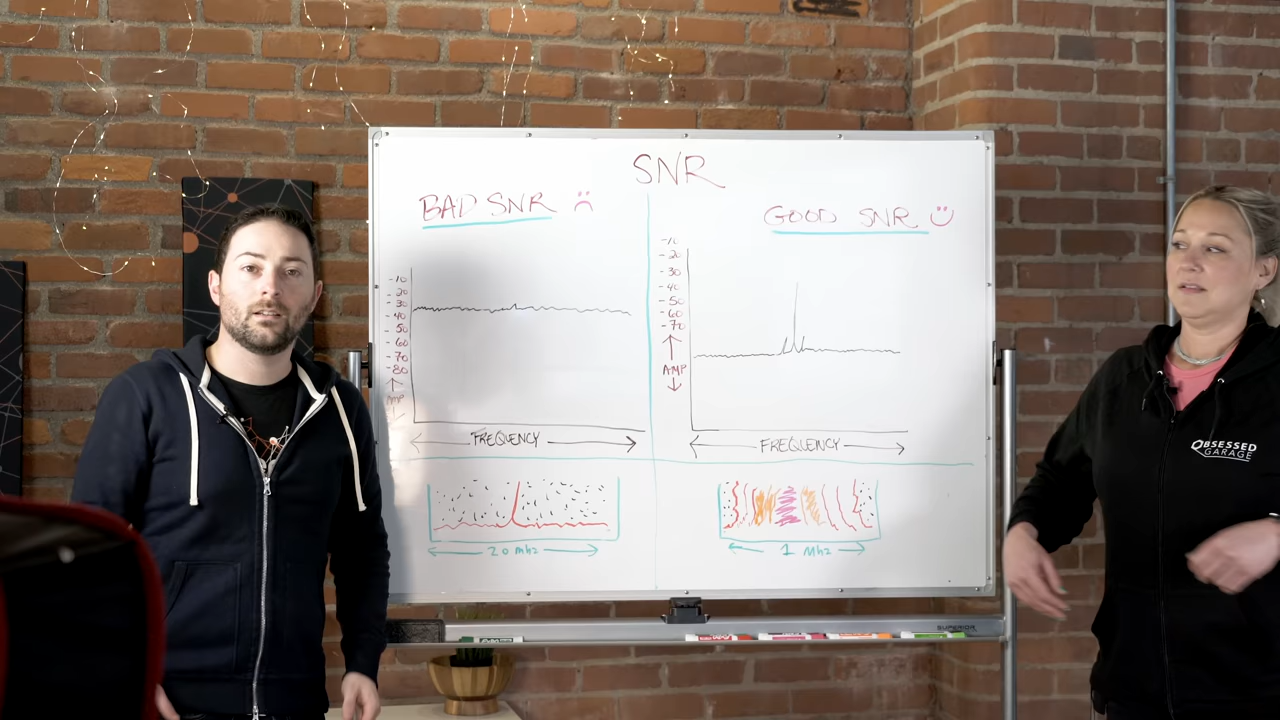 SNR
BAD SNR
-10
-20
-30
-40
-50
-60
-70
-80
AMP
FREQUENCY
20 Mhz
GOOD SNR
-10
-20
-30
-40
-50
-60
-70
AMP
FREQUENCY
1 Mhz
OBSESSED
GARAGE
SUPERIOR